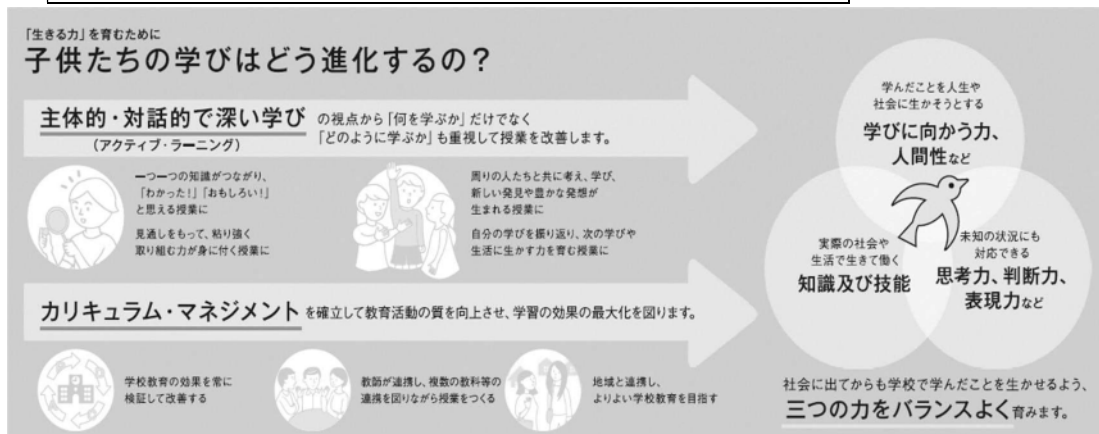 「生きる力」を育むために
子供たちの学びはどう進化するの？
主体的・対話的で深い学び
（アクティブ・ラーニング）
の視点から「何を学ぶか」だけでなく
「どのように学ぶか」も重視して授業を改善します。
一つ一つの知識がつながり、
「わかった！」「おもしろい！」
と思える授業に
見通しをもって、粘り強く
取り組む力が身に付く授業に
周りの人たちと共に考え、学び、
新しい発見や豊かな発想が
生まれる授業に
自分の学びを振り返り、次の学びや
生活に生かす力を育む授業に
カリキュラム・マネジメント を確立して教育活動の質を向上させ、学習の効果の最大化を図ります。
学校教育の効果を常に
検証して改善する
教師が連携し、複数の教科等の
連携を図りながら授業をつくる
地域と連携し、
よりよい学校教育を目指す
学んだことを人生や
社会に生かそうとする
学びに向かう力、
人間性など
実際の社会や
生活で生きて働く
知識及び技能
未知の状況にも
対応できる
思考力、判断力、
表現力など
社会に出てからも学校で学んだことを生かせるよう、
三つの力をバランスよく育みます。